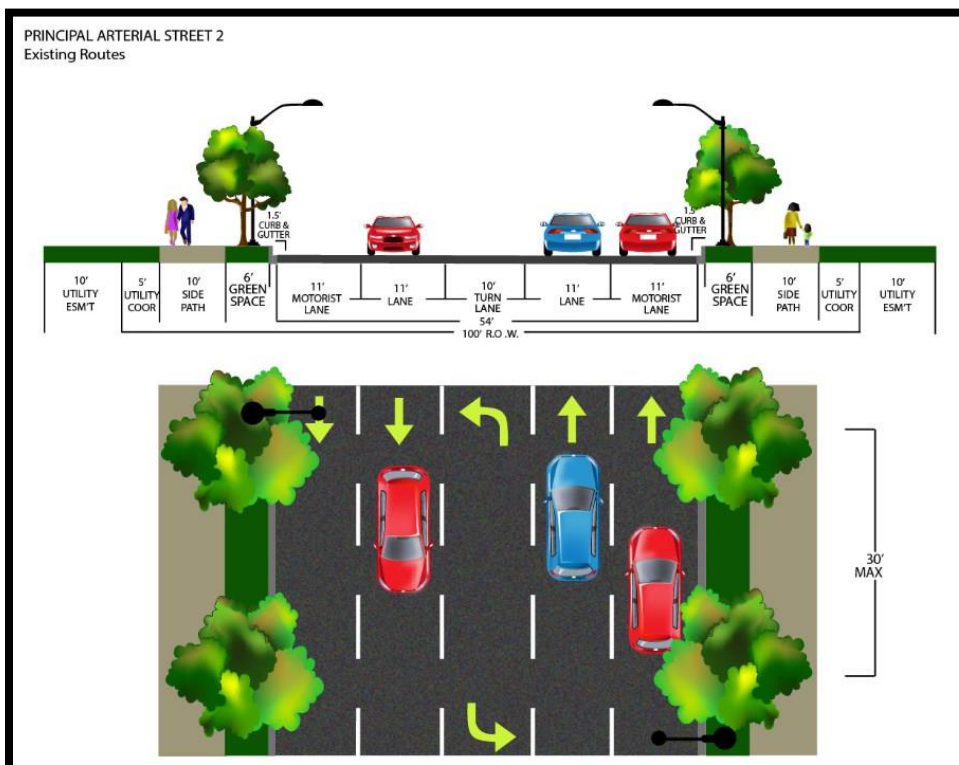 PRINCIPAL ARTERIAL STREET 2
Existing Routes
1.5'
CURB &
GUTTER
1.5'
CURB &
GUTTER
10'
UTILITY
ESM'T
5'
UTILITY
COOR
10'
SIDE
PATH
6'
GREEN
SPACE
11'
MOTORIST
LANE
11'
LANE
10'
TURN
LANE
11'
LANE
11'
MOTORIST
LANE
6'
GREEN
SPACE
10'
SIDE
PATH
5'
UTILITY
COOR
10'
UTILITY
ESM'T
54'
100' R.O .W.
30'
MAX